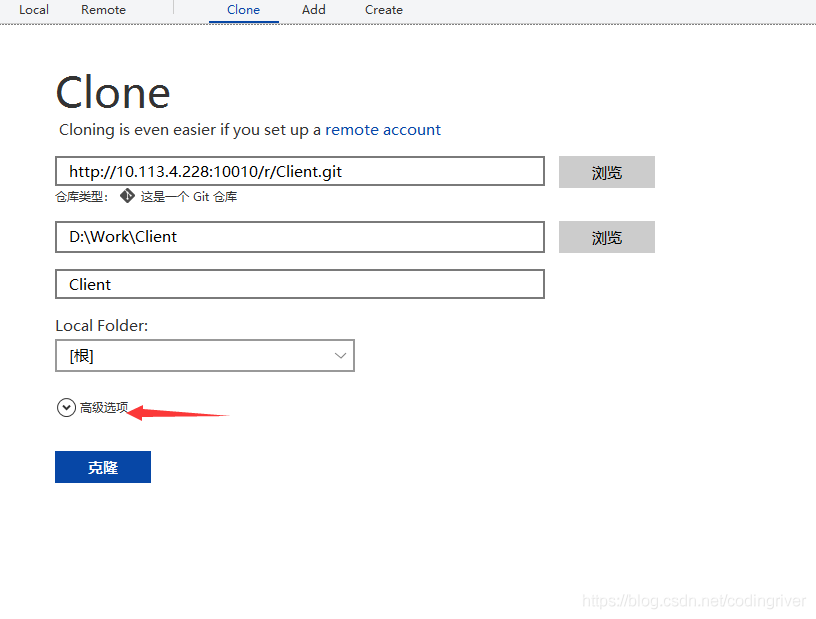 Local Remote Clone Add Create
Clone
Cloning is even easier if you set up a remote account
http://10.113.4.228:10010/r/Client.git 浏览
仓库类型: 这是一个 Git 仓库
D:\Work\Client 浏览
Client
Local Folder:
[根]
高级选项
克隆
https://blog.csdn.net/codingriver